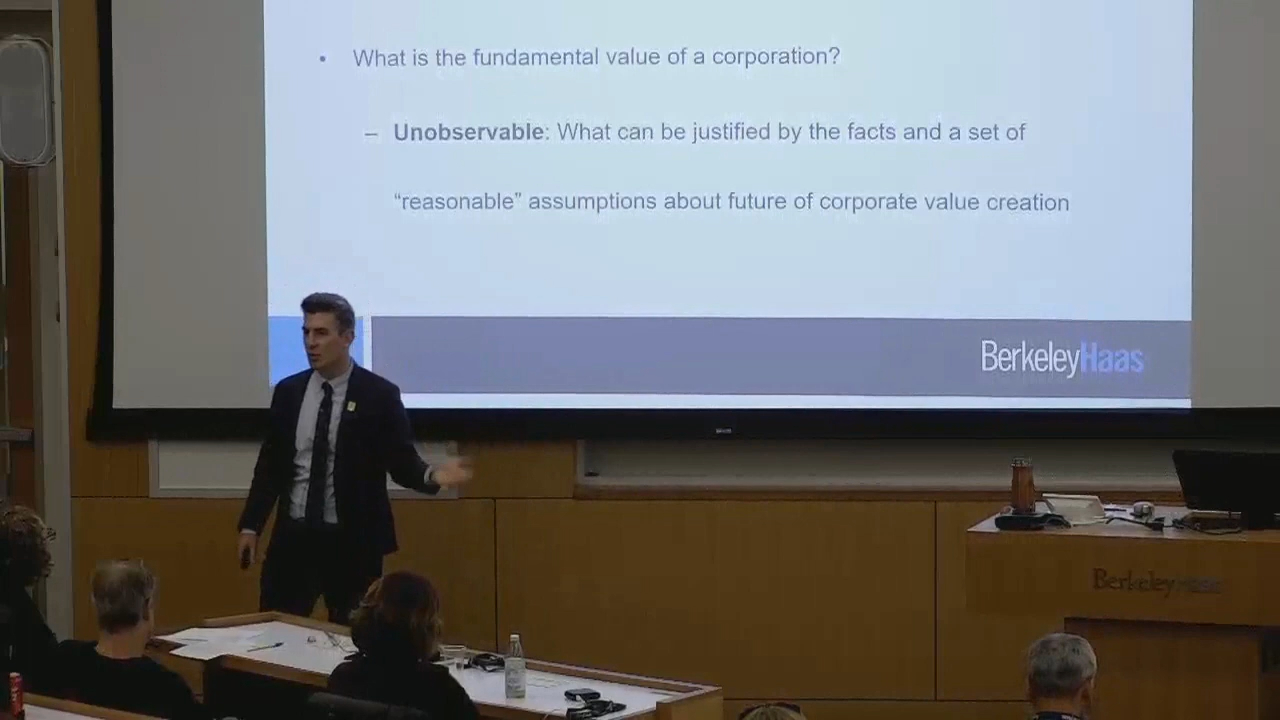 • What is the fundamental value of a corporation?
– Unobservable: What can be justified by the facts and a set of
“reasonable” assumptions about future of corporate value creation
BerkeleyHaas
BerkeleyHaas